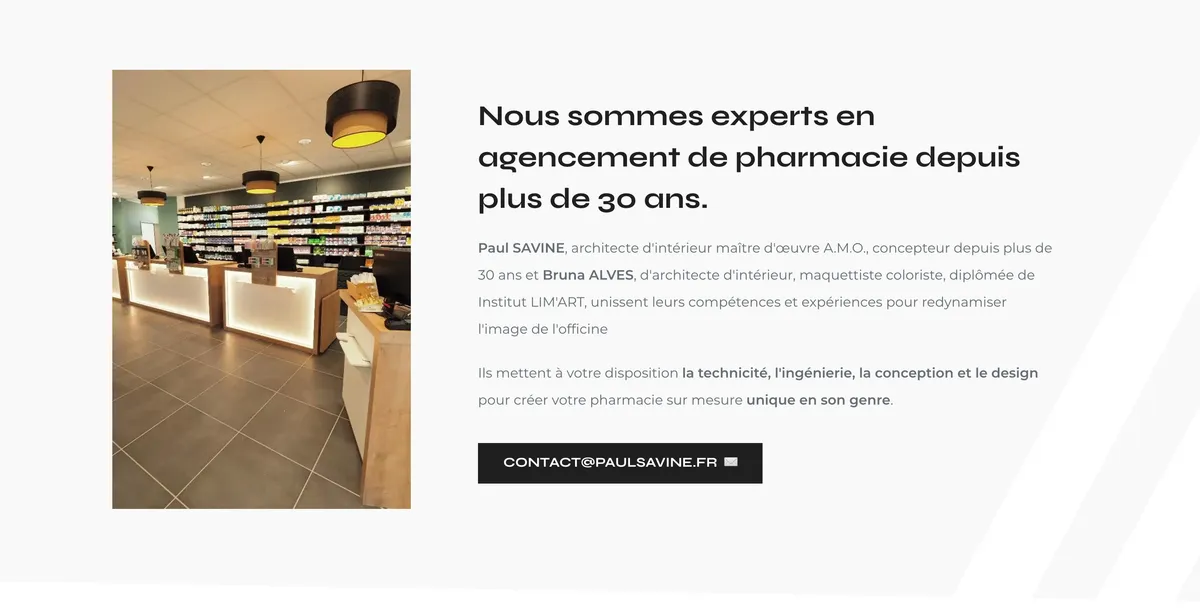 Nous sommes experts en
agencement de pharmacie depuis
plus de 30 ans.
Paul SAVINE, architecte d'intérieur maître d'œuvre A.M.O., concepteur depuis plus de
30 ans et Bruna ALVES, d'architecte d'intérieur, maquettiste coloriste, diplômée de
Institut LIM'ART, unissent leurs compétences et expériences pour redynamiser
l'image de l'officine
Ils mettent à votre disposition la technicité, l'ingénierie, la conception et le design
pour créer votre pharmacie sur mesure unique en son genre.
CONTACT@PAULSAVINE.FR